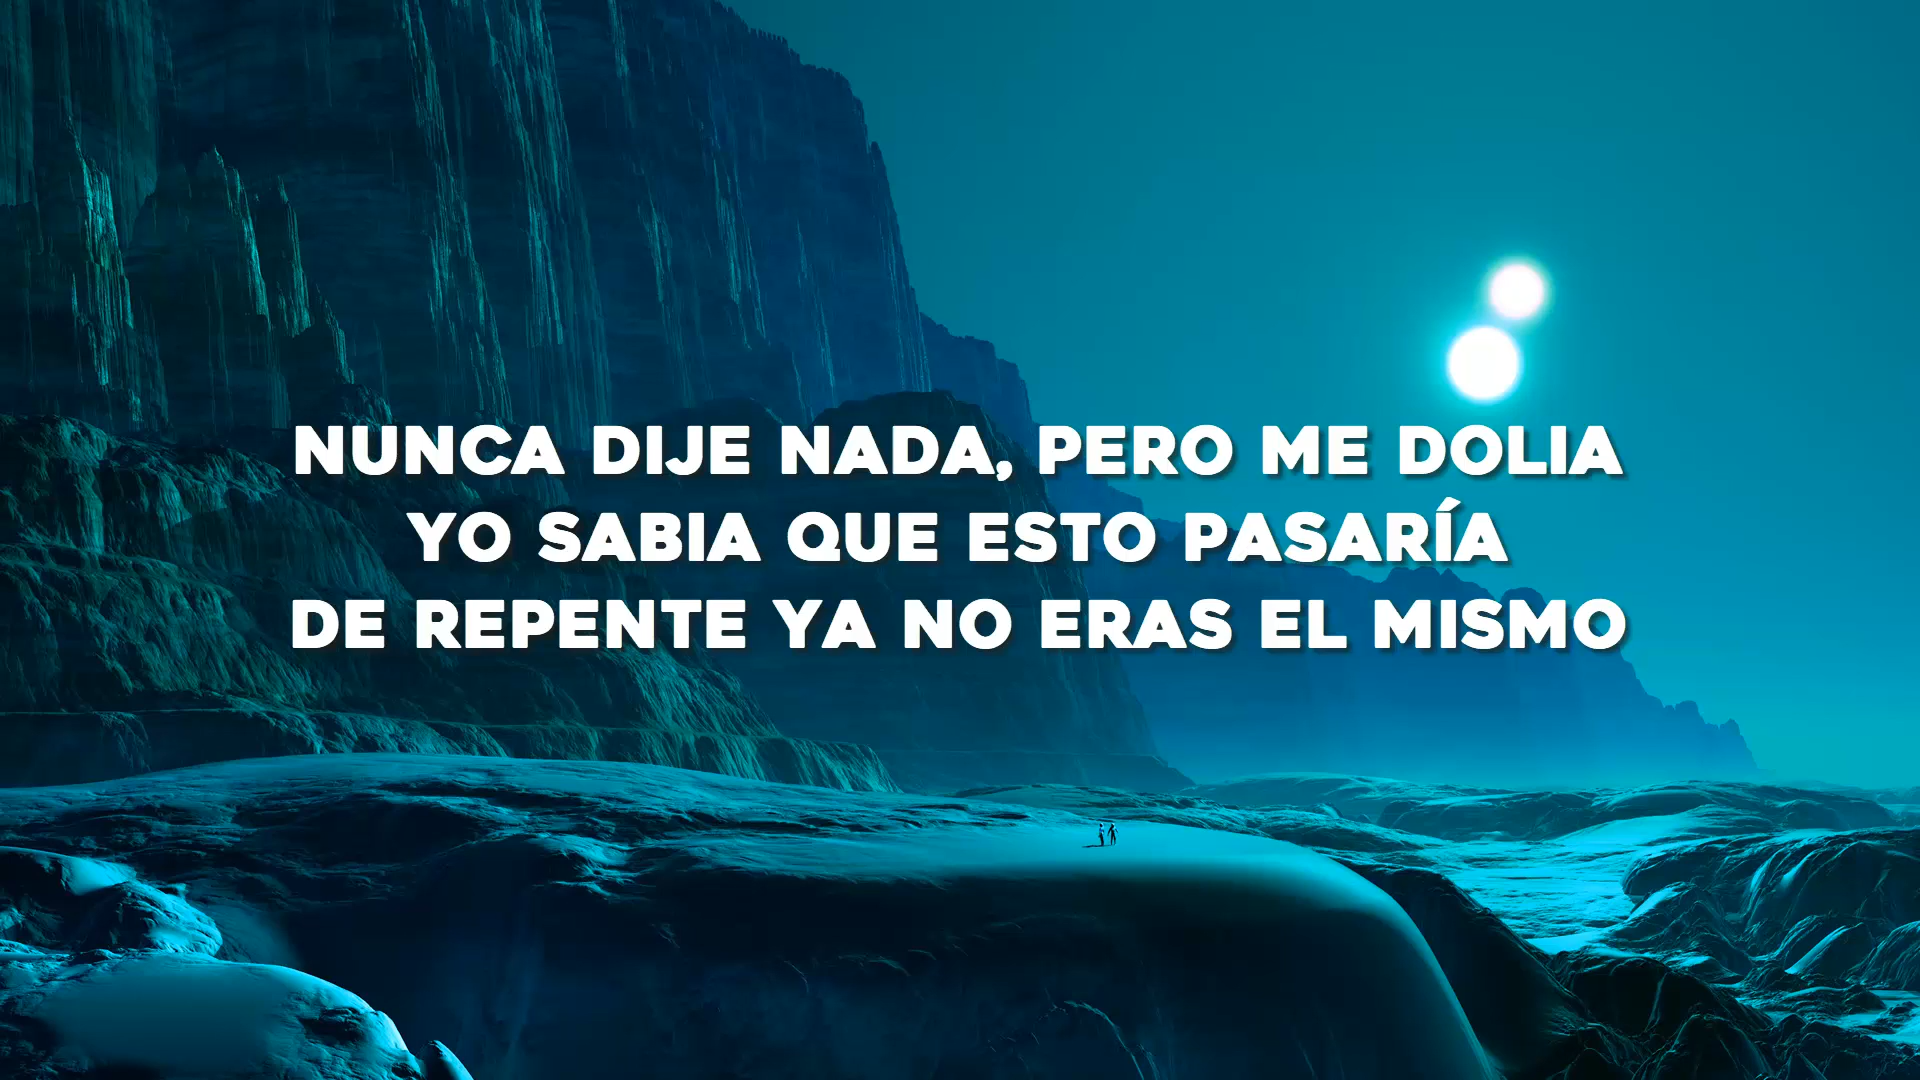 NUNCA DIJE NADA, PERO ME DOLIA
YO SABIA QUE ESTO PASARÍA
DE REPENTE YA NO ERAS EL MISMO